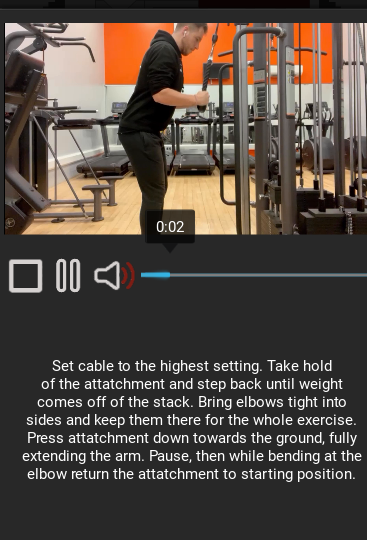 0:02
Set cable to the highest setting. Take hold
of the attatchment and step back until weight
comes off of the stack. Bring elbows tight into
sides and keep them there for the whole exercise.
Press attatchment down towards the ground, fully
extending the arm. Pause, then while bending at the
elbow return the attatchment to starting position.